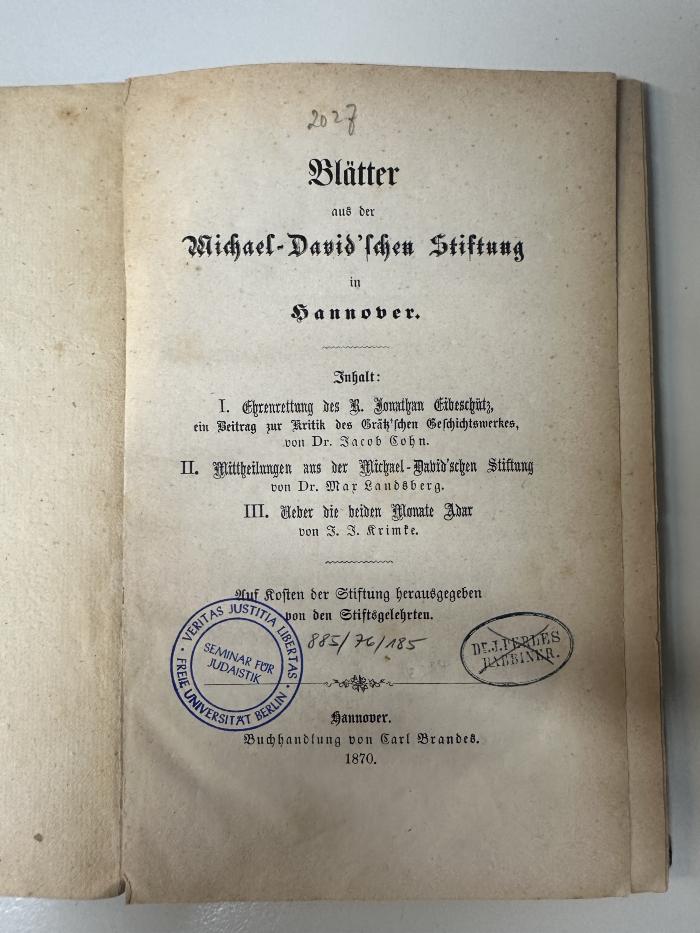 2027
Blätter
aus der
Michael-David'schen Stiftung
in
Hannover.
Inhalt:
I. Ehrenrettung des R. Jonathan Eibeschütz,
ein Beitrag zur Kritik des Grätz'schen Geschichtswerkes,
von Dr. Jacob Cohn.
II. Mittheilungen aus der Michael-David'schen Stiftung
von Dr. Max Landsberg.
III. Ueber die beiden Monate Adar
von J. J. Krimke.
Auf Kosten der Stiftung herausgegeben
von den Stiftsgelehrten.
885/76/185
VERITAS JUSTITIA LIBERTAS
SEMINAR FÜR
JUDAISTIK
FREIE UNIVERSITÄT BERLIN
Dr. J. PERLES
RABBINER.
Hannover.
Buchhandlung von Carl Brandes.
1870.